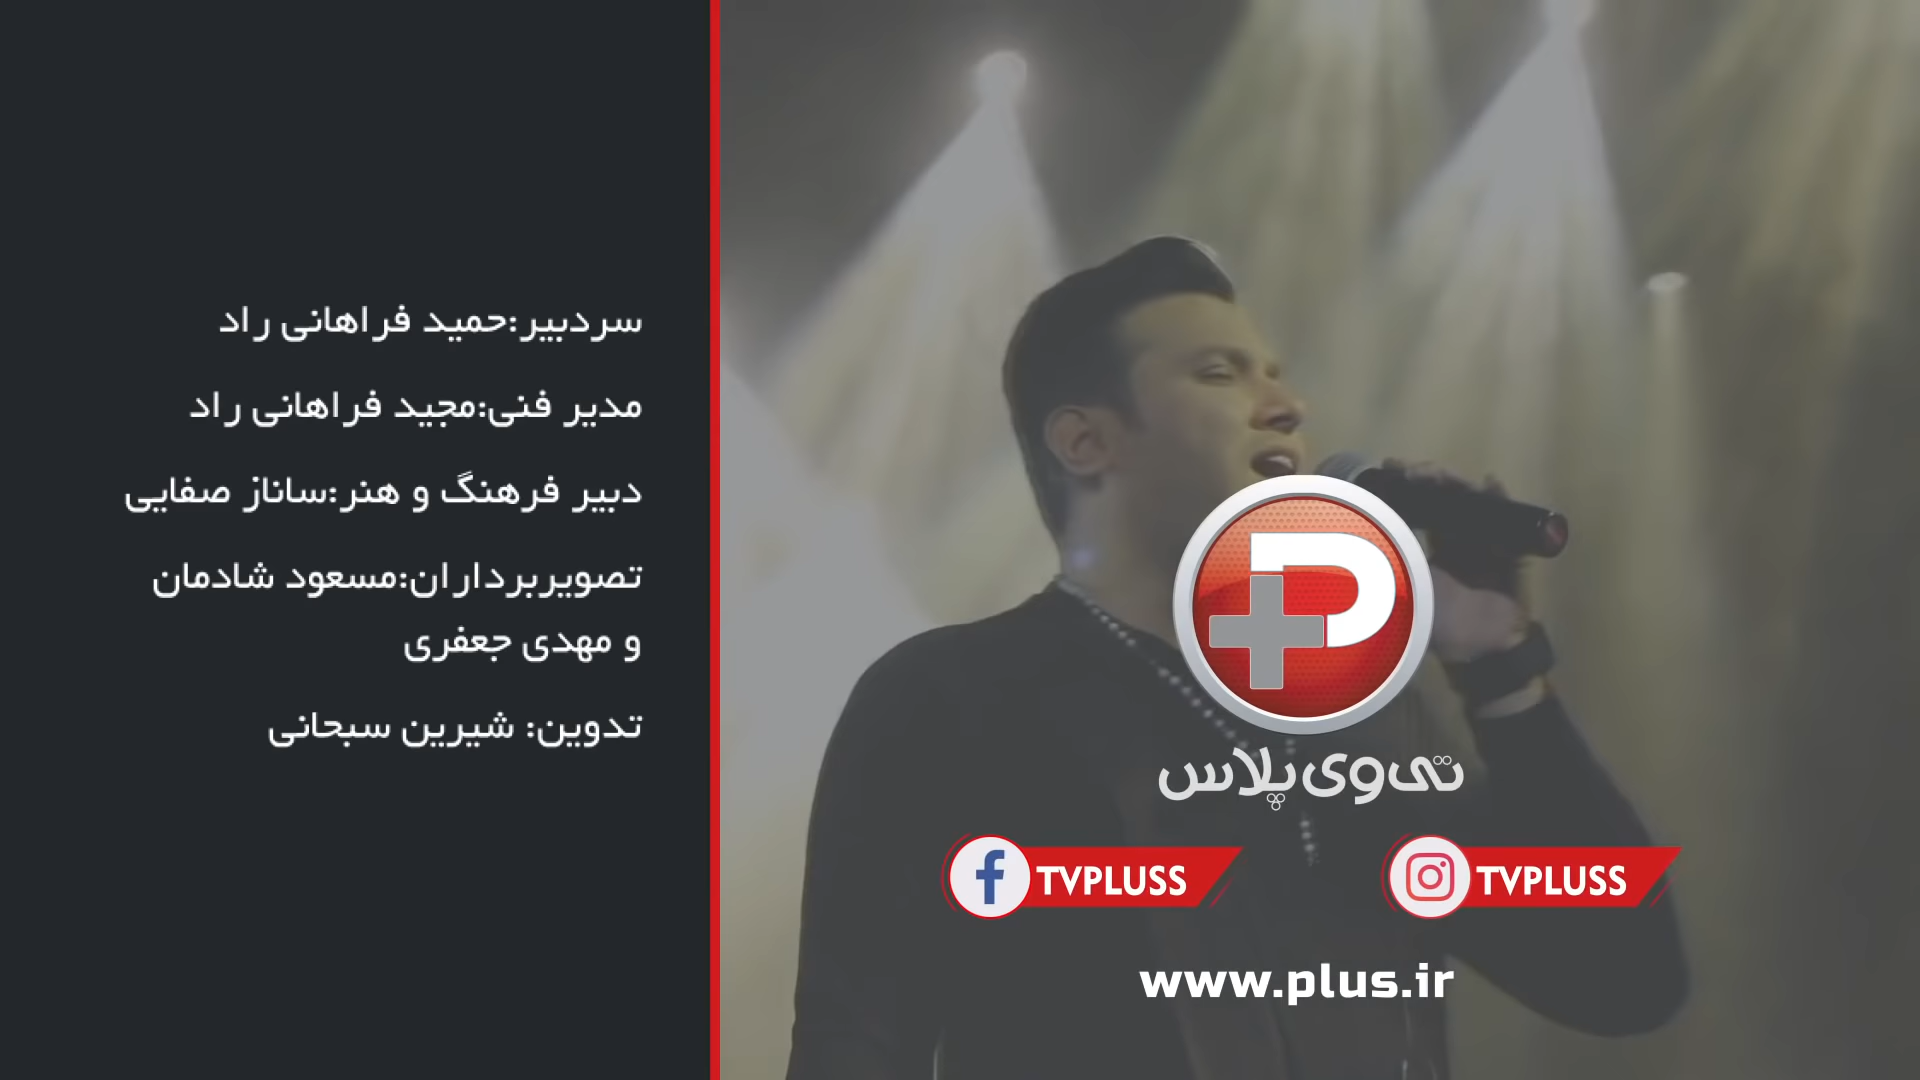 سردبیر:حمید فراهانی راد
مدیر فنی:مجید فراهانی راد
دبیر فرهنگ و هنر:ساناز صفایی
تصویربرداران:مسعود شادمان
و مهدی جعفری
تدوین: شیرین سبحانی
تی‌وی‌پلاس
TVPLUSS
TVPLUSS
www.plus.ir